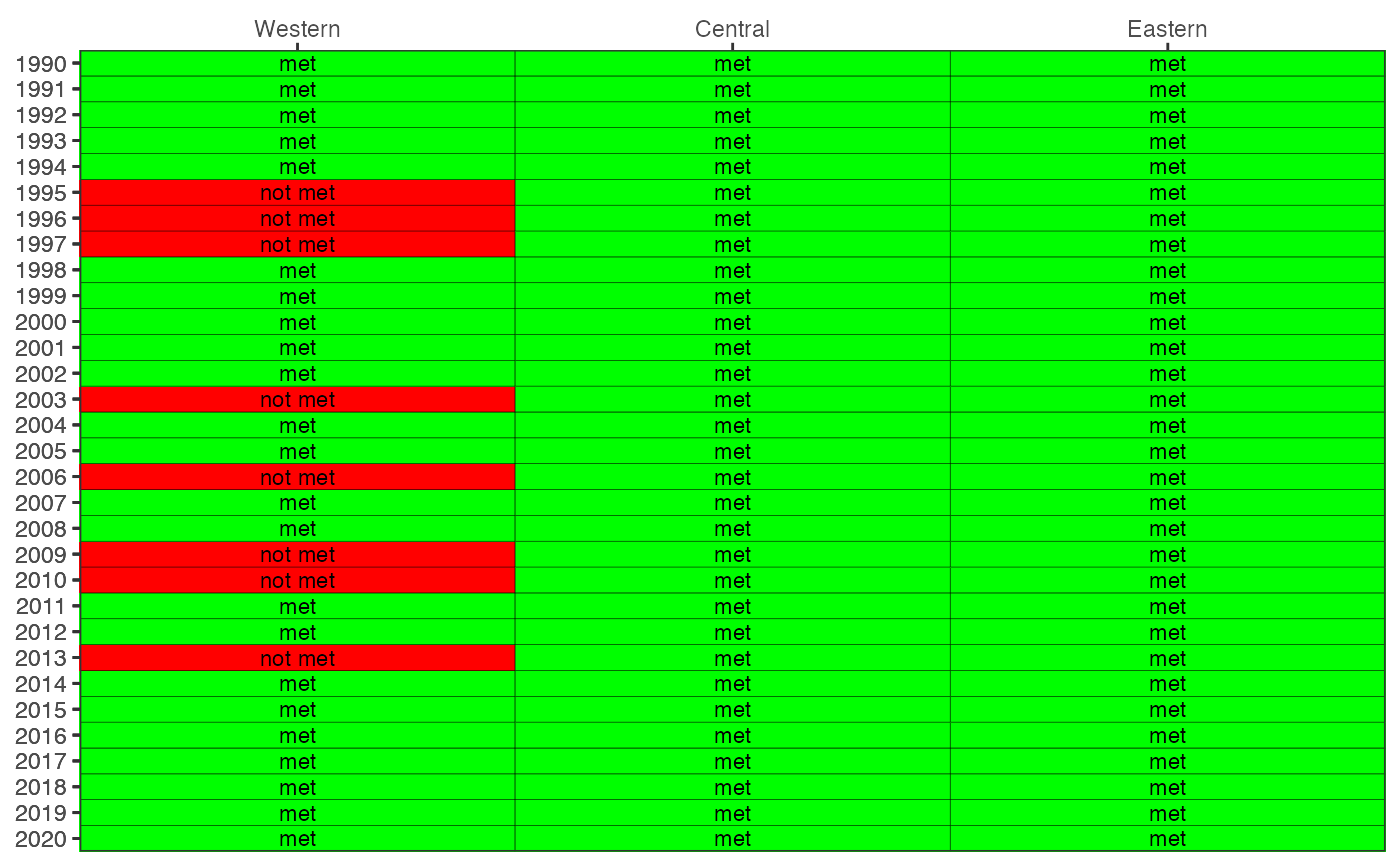 Western Central Eastern
1990 met met met
1991 met met met
1992 met met met
1993 met met met
1994 met met met
1995 not met met met
1996 not met met met
1997 not met met met
1998 met met met
1999 met met met
2000 met met met
2001 met met met
2002 met met met
2003 not met met met
2004 met met met
2005 met met met
2006 not met met met
2007 met met met
2008 met met met
2009 not met met met
2010 not met met met
2011 met met met
2012 met met met
2013 not met met met
2014 met met met
2015 met met met
2016 met met met
2017 met met met
2018 met met met
2019 met met met
2020 met met met